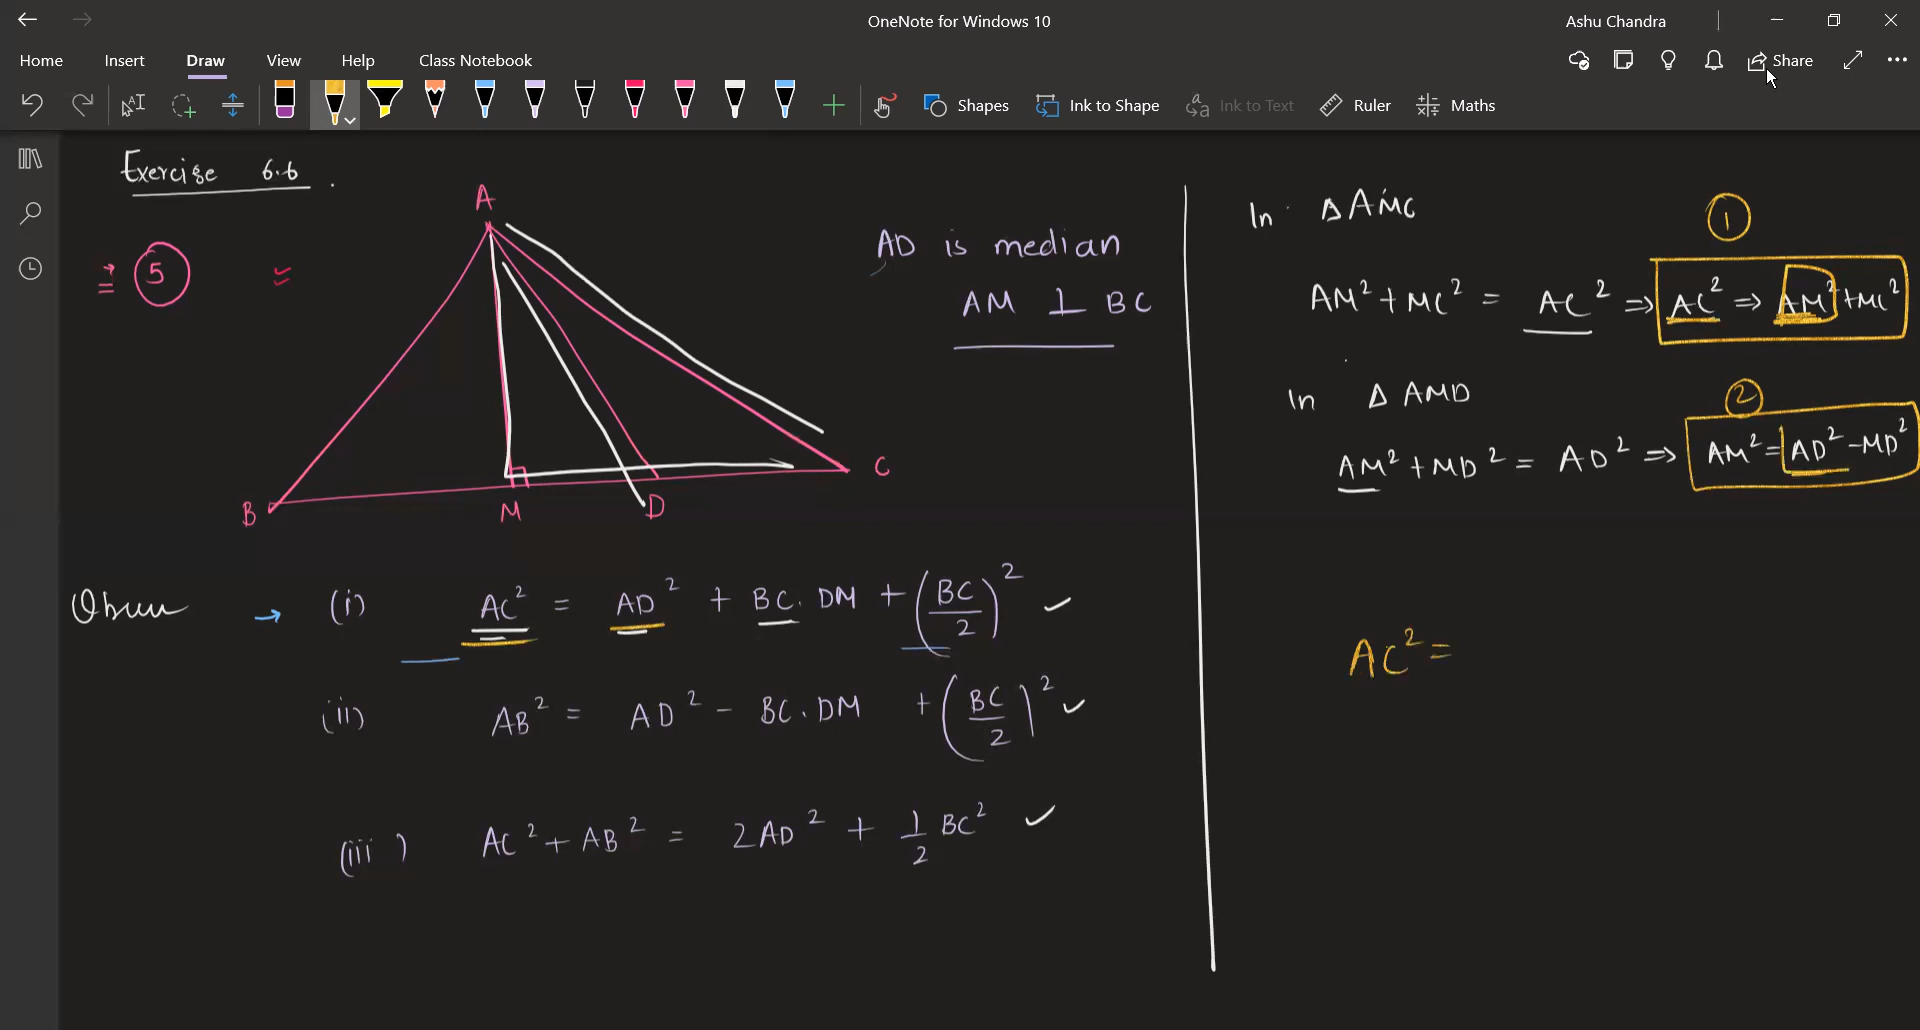 OneNote for Windows 10
Ashu Chandra
Home Insert Draw View Help Class Notebook
Share
Shapes Ink to Shape Ink to Text Ruler Maths
Exercise 6.6
5
A
B M D C
AD is median
AM ⊥ BC
(i) AC² = AD² + BC. DM + (BC/2)²
(ii) AB² = AD² - BC. DM + (BC/2)²
(iii) AC² + AB² = 2AD² + 1/2 BC²
In ΔAMC
1
AM² + MC² = AC² ⇒ AC² ⇒ AM² + MC²
In Δ AMD
2
AM² + MD² = AD² ⇒ AM² = AD² - MD²
AC² =